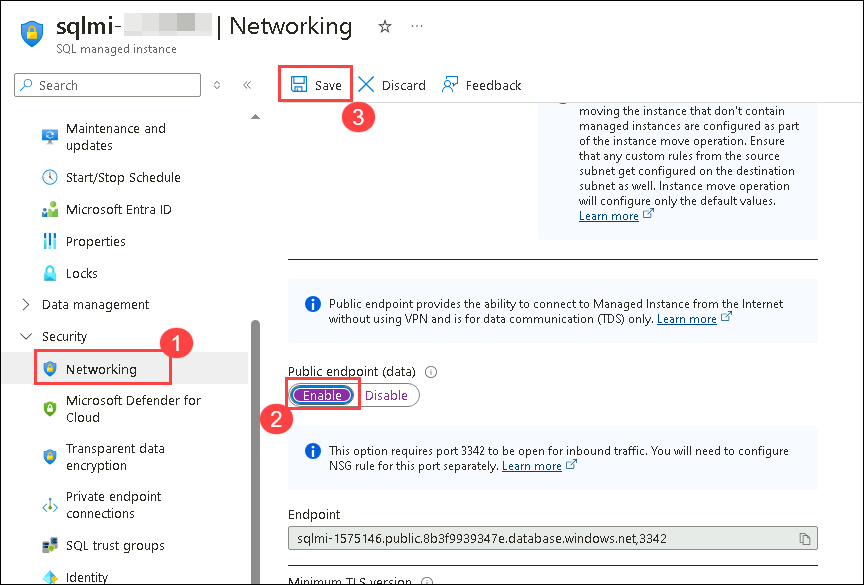 sqlmi- | Networking
SQL managed instance
Search
Save
Discard
Feedback
3
Maintenance and
updates
Start/Stop Schedule
Microsoft Entra ID
Properties
Locks
Data management
Security
1
Networking
Microsoft Defender for
Cloud
Transparent data
encryption
Private endpoint
connections
SQL trust groups
Identity
moving the instance that don't contain
managed instances are configured as part
of the instance move operation. Ensure
that any custom rules from the source
subnet get configured on the destination
subnet as well. Instance move operation
will configure only the default values.
Learn more
Public endpoint provides the ability to connect to Managed Instance from the Internet
without using VPN and is for data communication (TDS) only. Learn more
Public endpoint (data)
Enable
Disable
2
This option requires port 3342 to be open for inbound traffic. You will need to configure
NSG rule for this port separately. Learn more
Endpoint
sqlmi-1575146.public.8b3f9939347e.database.windows.net,3342
Minimum TLS version